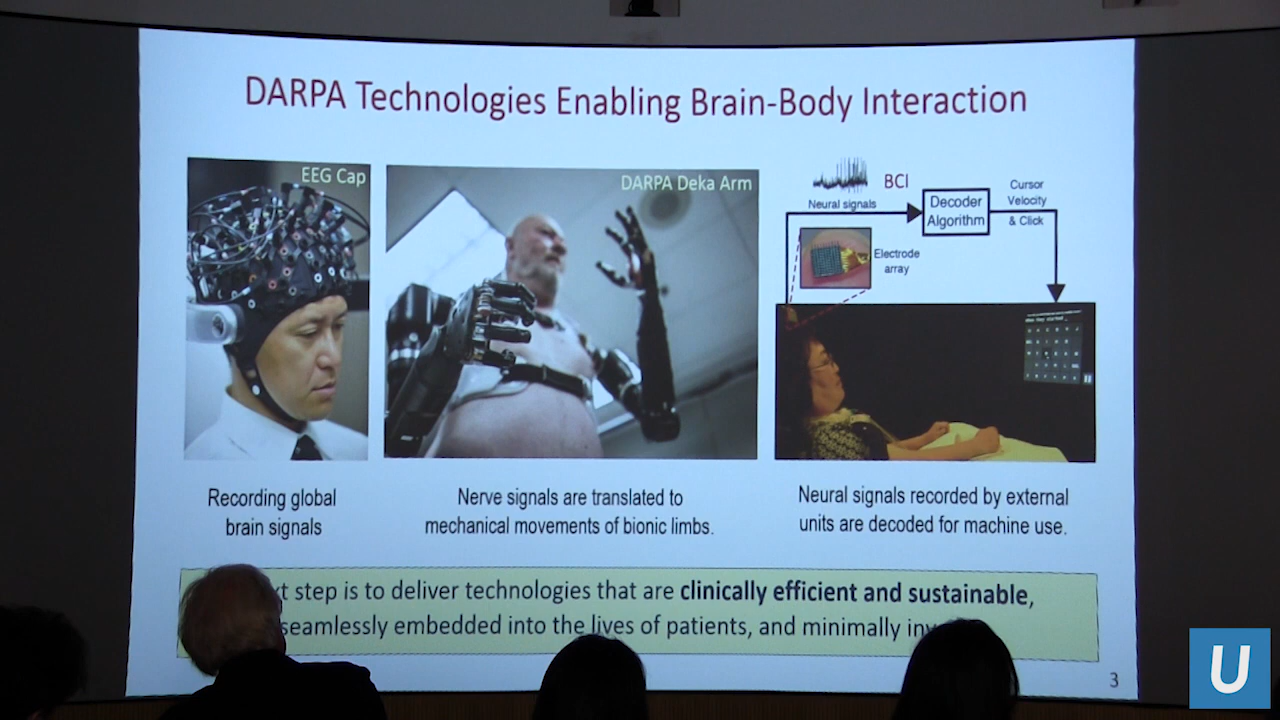 DARPA Technologies Enabling Brain-Body Interaction
EEG Cap
DARPA Deka Arm
BCI
Neural signals
Decoder
Algorithm
Cursor
Velocity
& Click
Electrode
array
Recording global
brain signals
Nerve signals are translated to
mechanical movements of bionic limbs.
Neural signals recorded by external
units are decoded for machine use.
step is to deliver technologies that are clinically efficient and sustainable,
seamlessly embedded into the lives of patients, and minimally
3
U